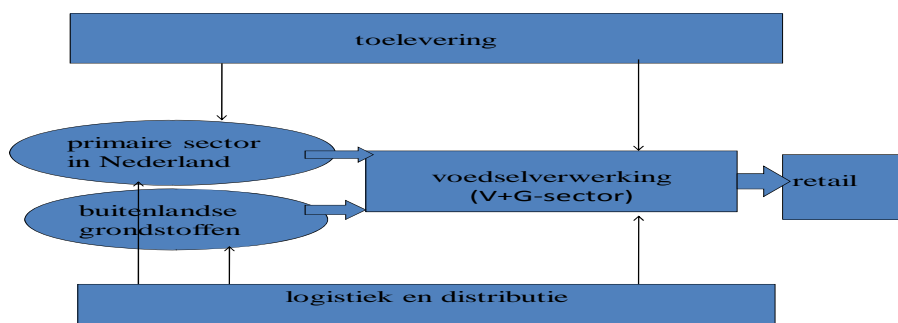 toelevering
primaire sector
in Nederland
voedselverwerking
(V+G-sector)
retail
buitenlandse
grondstoffen
logistiek en distributie